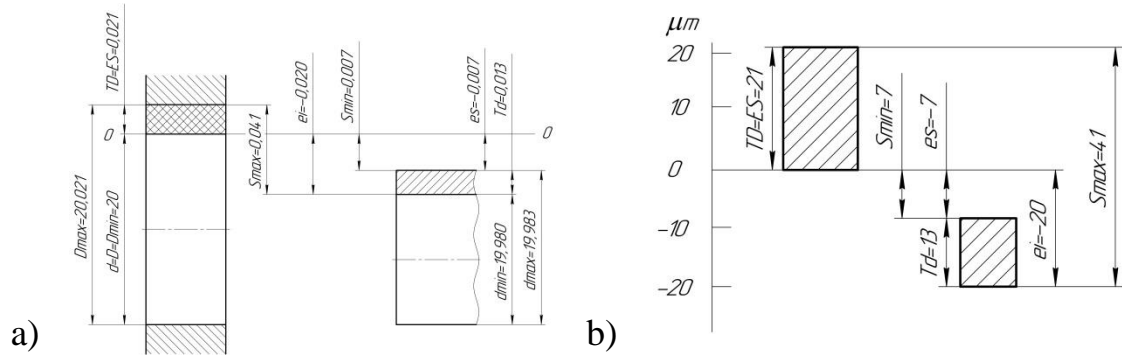 TD=ES=0,021
0
Dmax=20,021
d=D=Dmin=20
Smax=0,041
ei=-0,020
Smin=0,007
es=-0,007
Td=0,013
0
dmin=19,980
dmax=19,983
a)
μm
20
10
0
-10
-20
TD=ES=21
Smin=7
es=-7
Td=13
ei=-20
Smax=41
b)